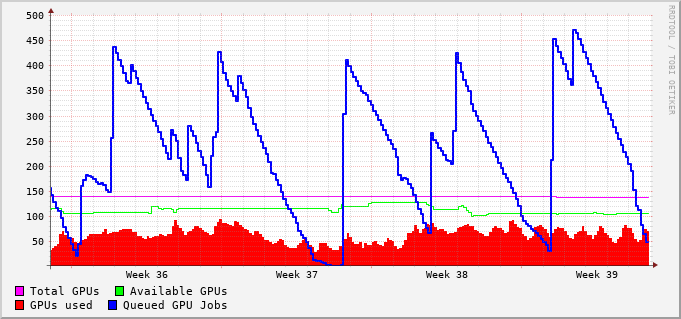 500
450
400
350
300
250
200
150
100
50
Week 36 Week 37 Week 38 Week 39
Total GPUs Available GPUs
GPUs used Queued GPU Jobs
RRDTOOL / TOBI OETIKER